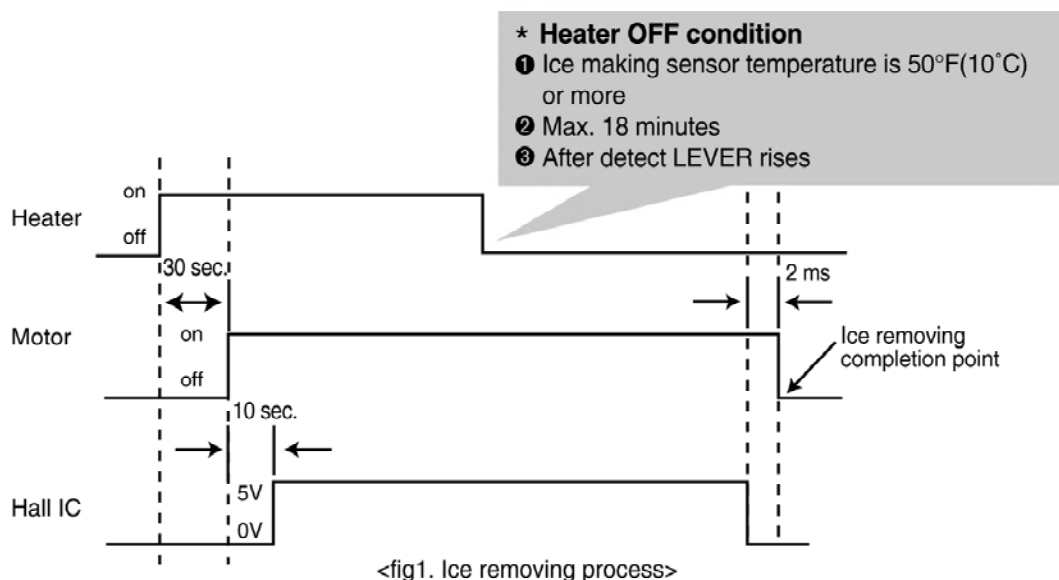 * Heater OFF condition
❶ Ice making sensor temperature is 50°F(10°C)
or more
❷ Max. 18 minutes
❸ After detect LEVER rises
on
Heater
off
30 sec.
2 ms
Motor
on
off
Ice removing
completion point
10 sec.
Hall IC
5V
0V
<fig1. Ice removing process>